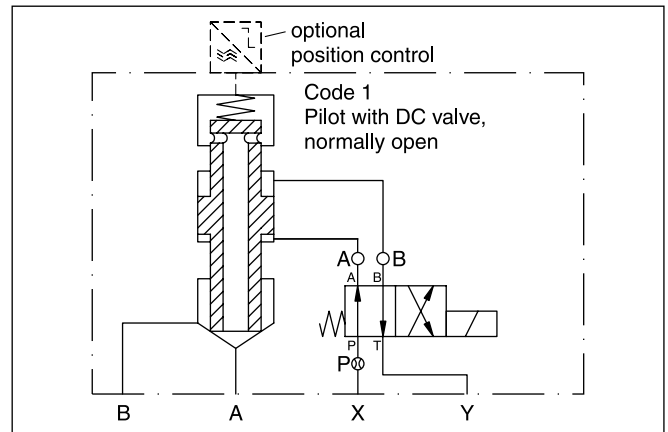 optional
position control
Code 1
Pilot with DC valve,
normally open
A B
A B
P T
P
B A X Y